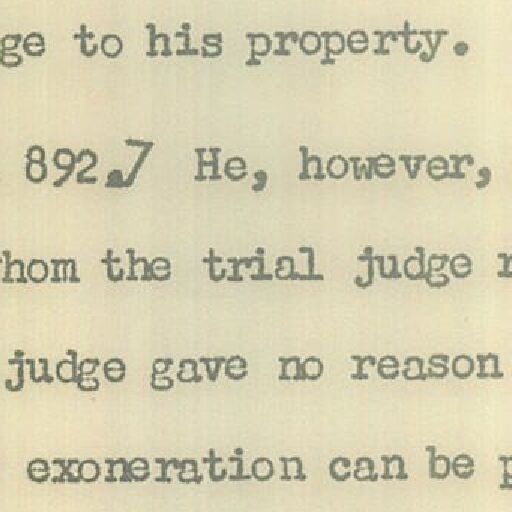 ge to his property.
892.7 He, however,
hom the trial judge r
judge gave no reason
exoneration can be p